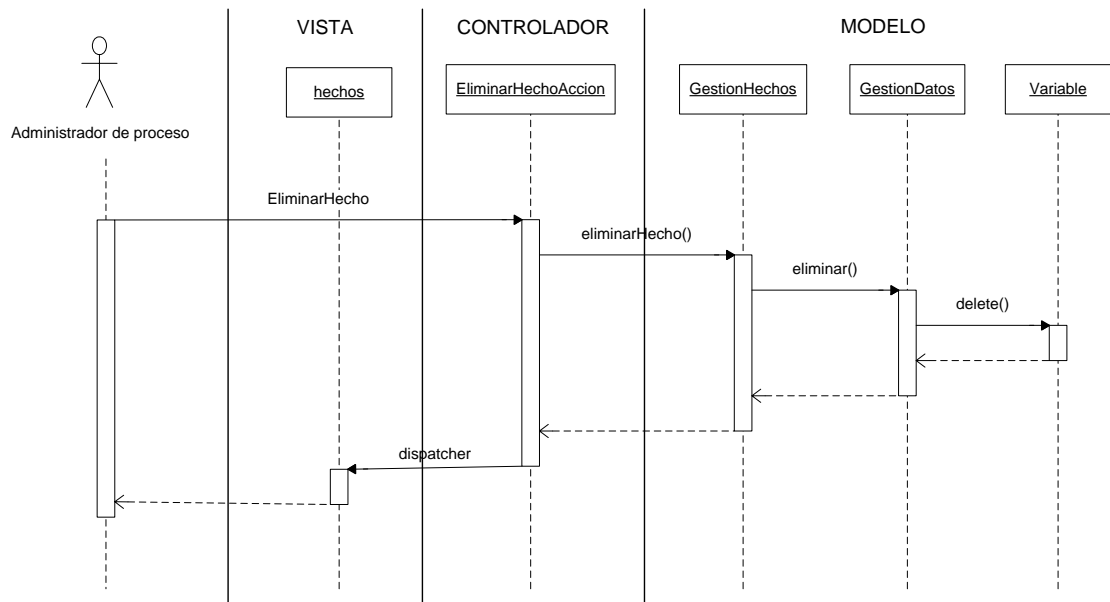 VISTA
CONTROLADOR
MODELO
hechos
EliminarHechoAccion
GestionHechos
GestionDatos
Variable
Administrador de proceso
EliminarHecho
eliminarHecho()
eliminar()
delete()
dispatcher